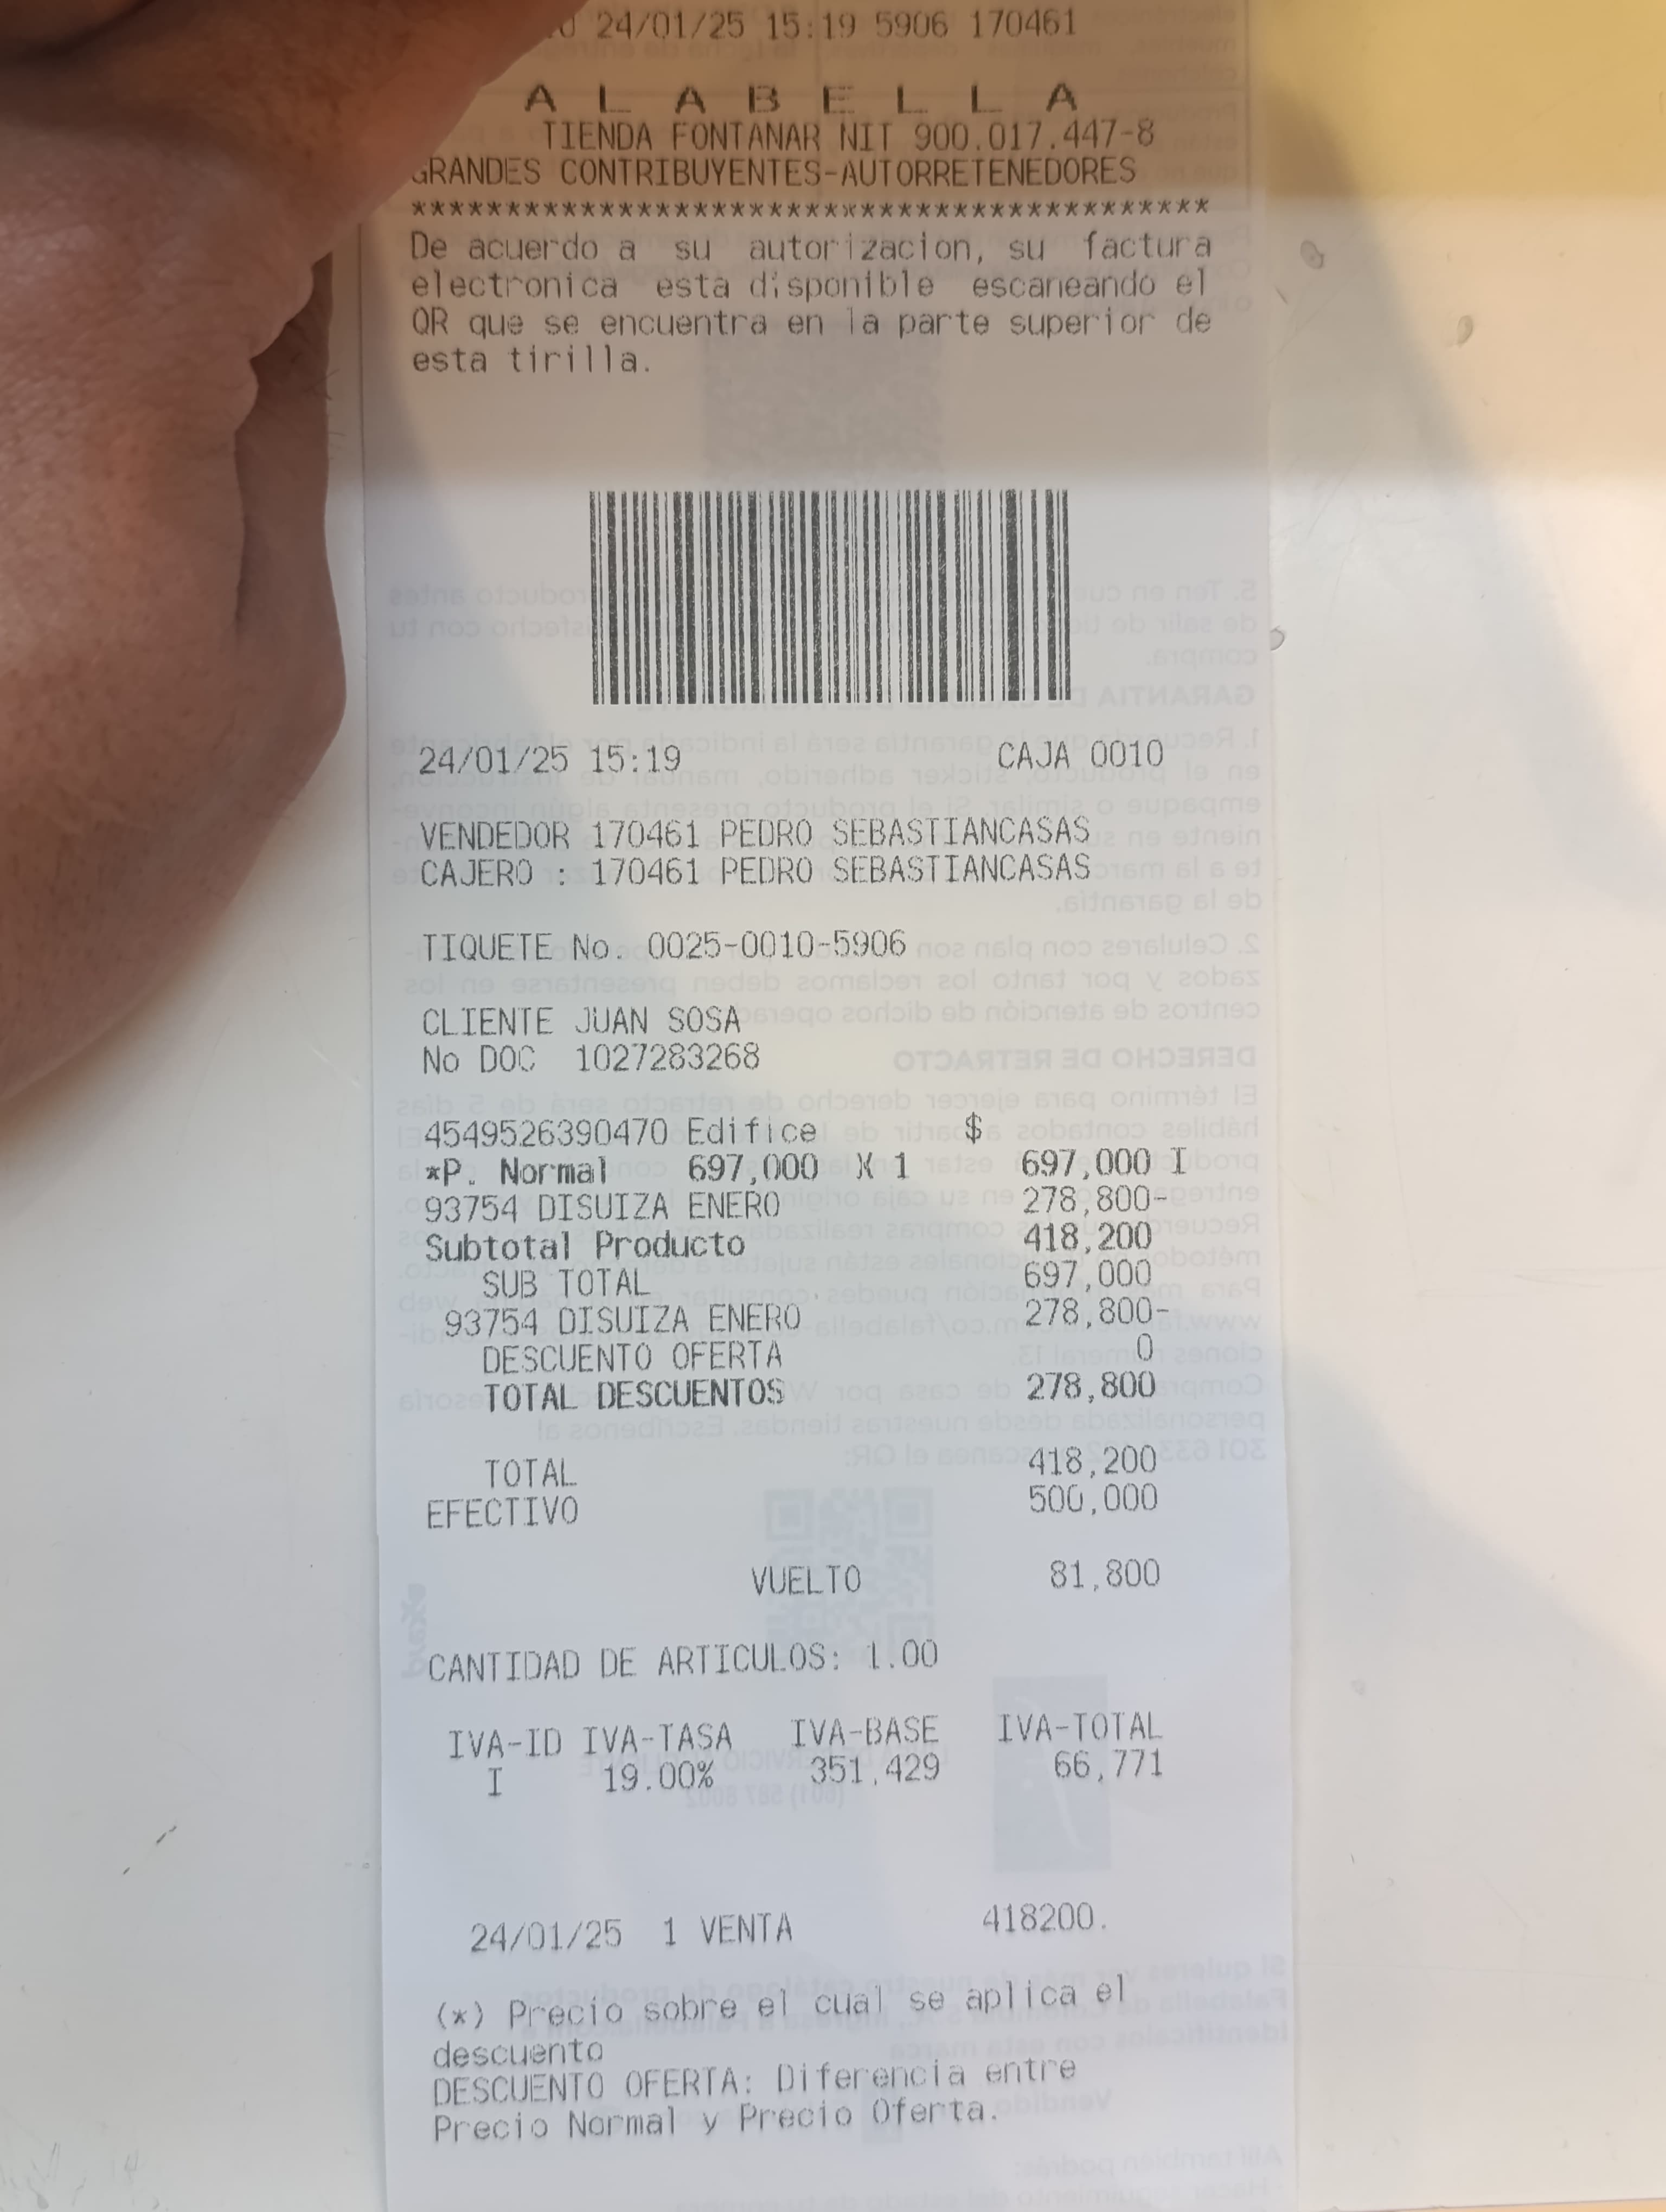 24/01/25 15:19 5906 170461
A L A B E L L A
TIENDA FONTANAR NIT 900.017.447-8
GRANDES CONTRIBUYENTES-AUTORRETENEDORES
*******************************************
De acuerdo a su autorizacion, su factura
electronica esta disponible escaneando el
QR que se encuentra en la parte superior de
esta tirilla.
24/01/25 15:19 CAJA 0010
VENDEDOR 170461 PEDRO SEBASTIANCASAS
CAJERO : 170461 PEDRO SEBASTIANCASAS
TIQUETE No. 0025-0010-5906
CLIENTE JUAN SOSA
No DOC 1027283268
4549526390470 Edifice $
*P. Normal 697,000 X 1 697,000 I
93754 DISUIZA ENERO 278,800-
Subtotal Producto 418,200
SUB TOTAL 697,000
93754 DISUIZA ENERO 278,800-
DESCUENTO OFERTA 0
TOTAL DESCUENTOS 278,800
TOTAL 418,200
EFECTIVO 500,000
VUELTO 81,800
CANTIDAD DE ARTICULOS: 1.00
IVA-ID IVA-TASA IVA-BASE IVA-TOTAL
I 19.00% 351,429 66,771
24/01/25 1 VENTA 418200.
(*) Precio sobre el cual se aplica el
descuento
DESCUENTO OFERTA: Diferencia entre
Precio Normal y Precio Oferta.